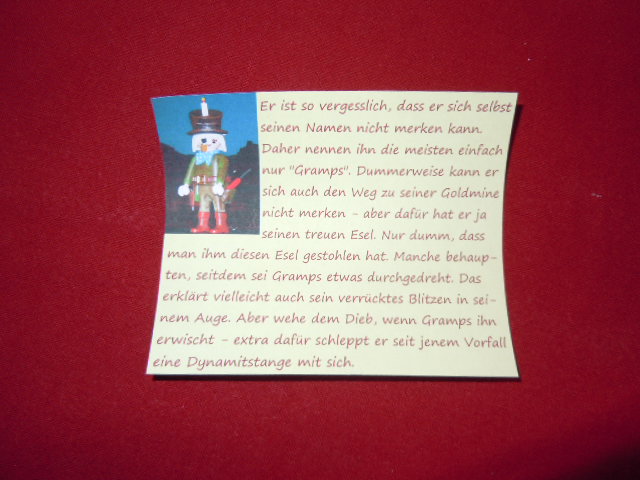 Er ist so vergesslich, dass er sich selbst
seinen Namen nicht merken kann.
Daher nennen ihn die meisten einfach
nur "Gramps". Dummerweise kann er
sich auch den Weg zu seiner Goldmine
nicht merken - aber dafür hat er ja
seinen treuen Esel. Nur dumm, dass
man ihm diesen Esel gestohlen hat. Manche behaup-
ten, seitdem sei Gramps etwas durchgedreht. Das
erklärt vielleicht auch sein verrücktes Blitzen in sei-
nem Auge. Aber wehe dem Dieb, wenn Gramps ihn
erwischt - extra dafür schleppt er seit jenem Vorfall
eine Dynamitstange mit sich.